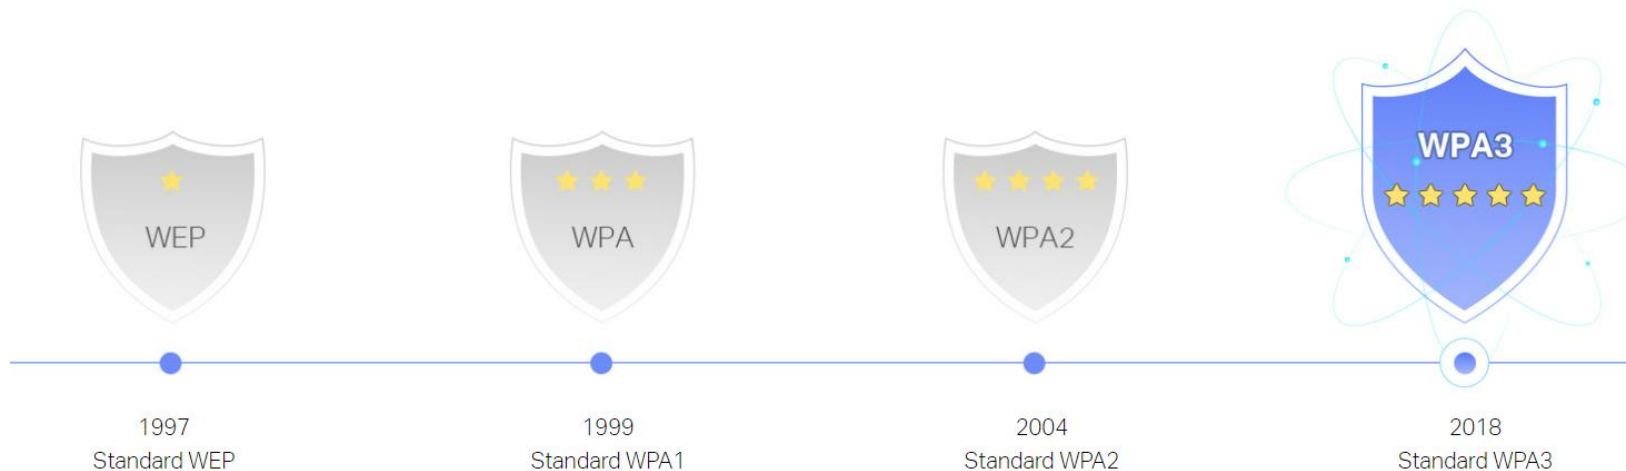 WEP
WPA
WPA2
WPA3
1997
Standard WEP
1999
Standard WPA1
2004
Standard WPA2
2018
Standard WPA3